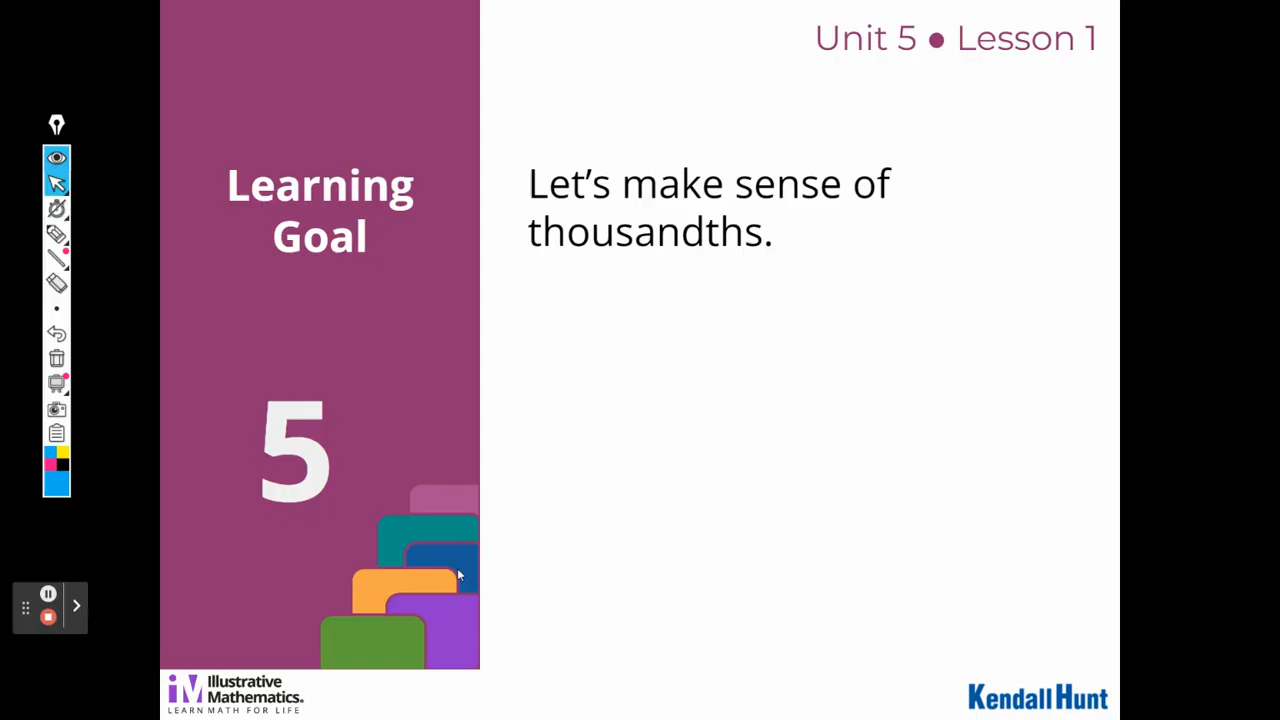 Unit 5 ● Lesson 1
Learning
Goal
Let's make sense of
thousandths.
5
Illustrative
Mathematics.
LEARN MATH FOR LIFE
Kendall Hunt